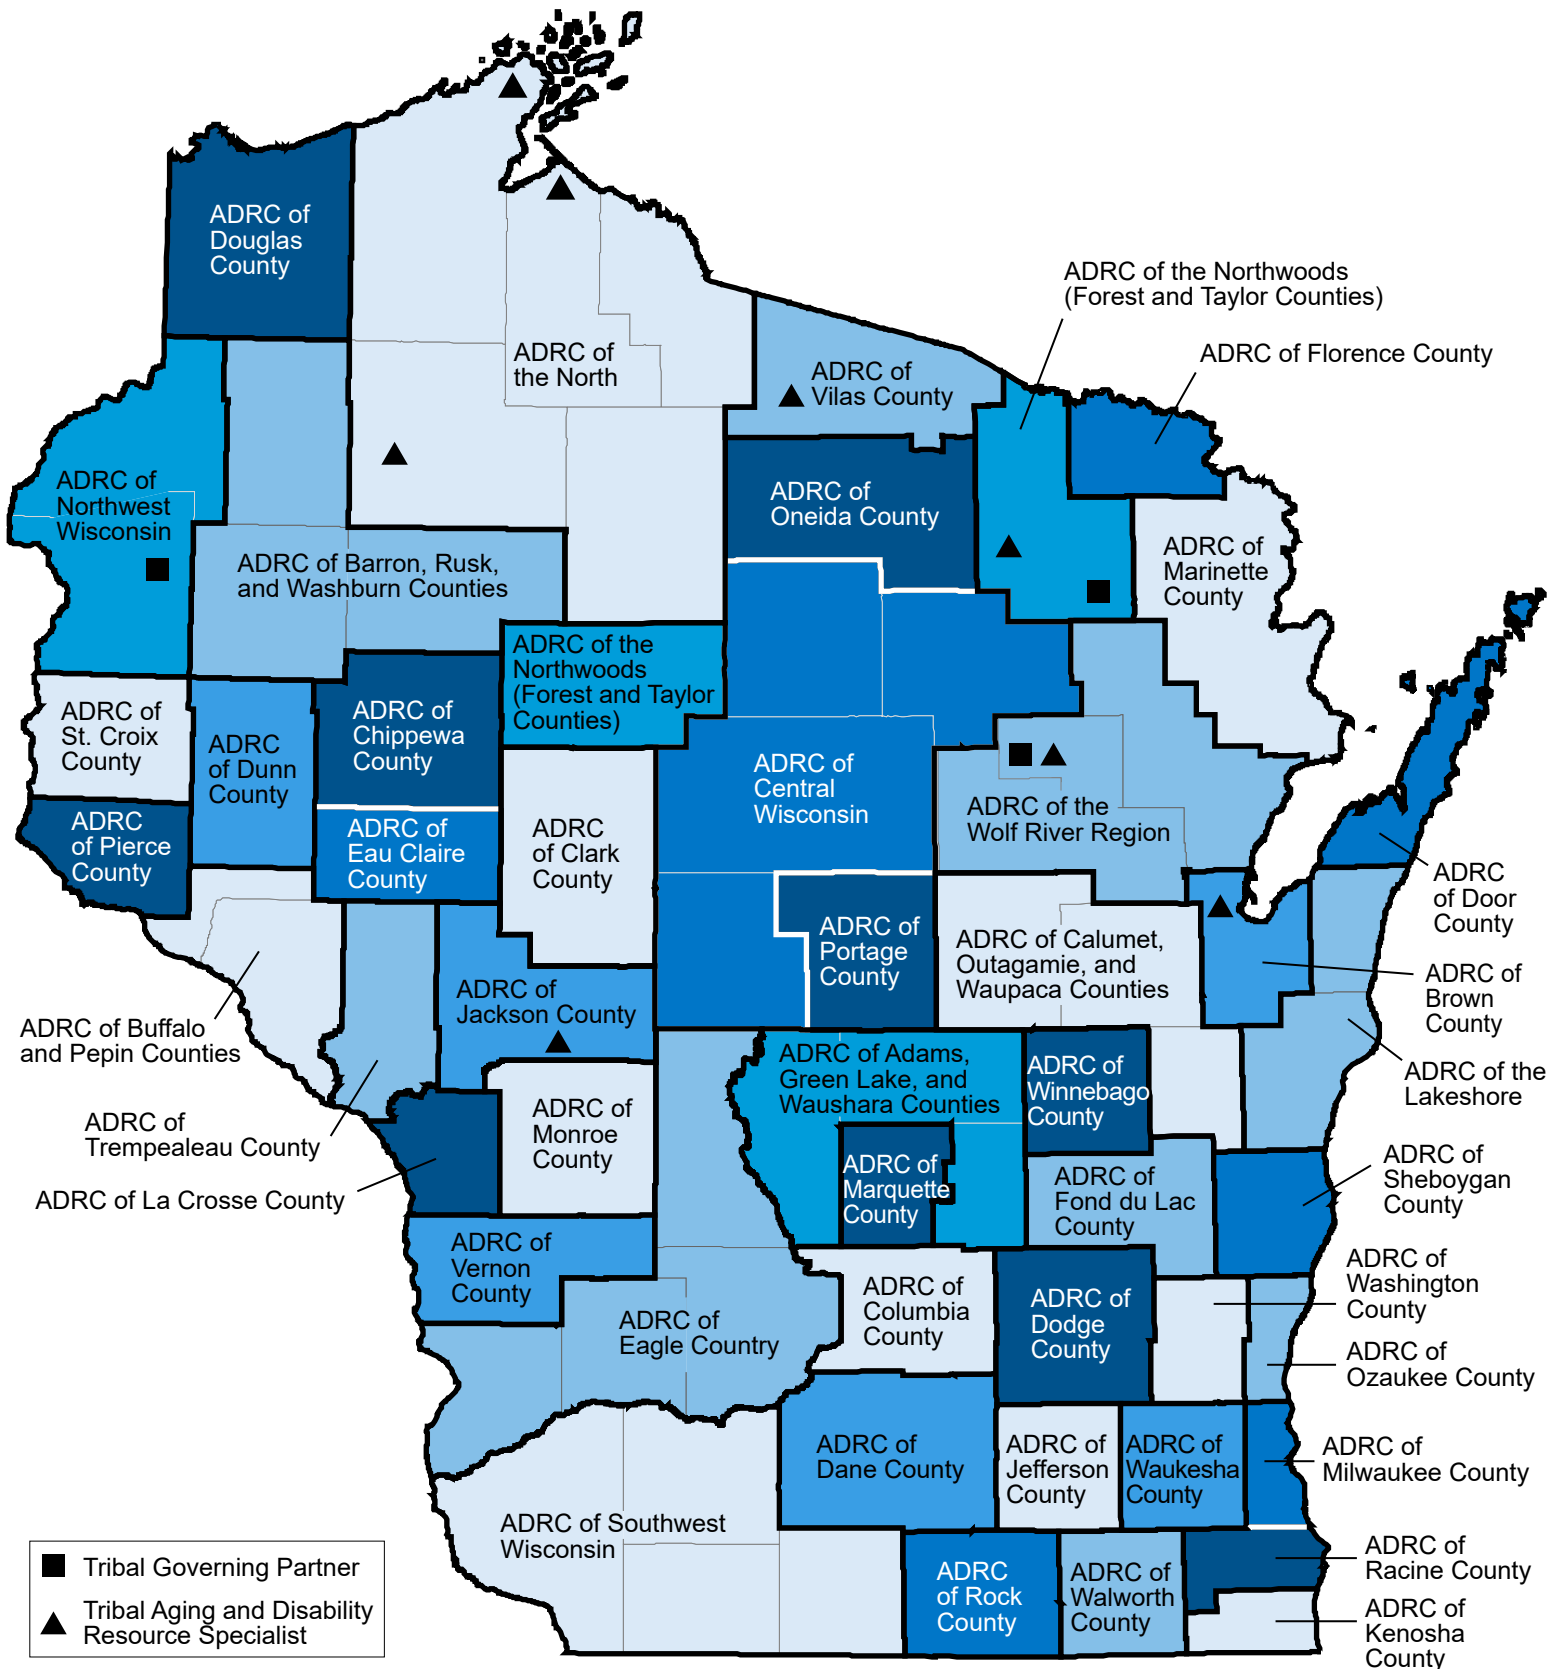 ADRC of
Douglas
County
ADRC of the Northwoods
(Forest and Taylor Counties)
ADRC of Florence County
ADRC of
the North
ADRC of
Vilas County
ADRC of
Northwest
Wisconsin
ADRC of
Oneida County
ADRC of Barron, Rusk,
and Washburn Counties
ADRC of
Marinette
County
ADRC of the
Northwoods
(Forest and Taylor
Counties)
ADRC of
St. Croix
County
ADRC
of Dunn
County
ADRC of
Chippewa
County
ADRC of
Central
Wisconsin
ADRC of the
Wolf River Region
ADRC
of Pierce
County
ADRC of
Eau Claire
County
ADRC
of Clark
County
ADRC
of Door
County
ADRC of
Portage
County
ADRC of Calumet,
Outagamie, and
Waupaca Counties
ADRC of
Brown
County
ADRC of
Jackson County
ADRC of Buffalo
and Pepin Counties
ADRC of Adams,
Green Lake, and
Waushara Counties
ADRC of
Winnebago
County
ADRC of the
Lakeshore
ADRC of
Trempealeau County
ADRC of
Monroe
County
ADRC of La Crosse County
ADRC of
Marquette
County
ADRC of
Fond du Lac
County
ADRC of
Sheboygan
County
ADRC of
Vernon
County
ADRC of
Eagle Country
ADRC of
Columbia
County
ADRC of
Dodge
County
ADRC of
Washington
County
ADRC of
Ozaukee County
ADRC of
Dane County
ADRC of
Jefferson
County
ADRC of
Waukesha
County
ADRC of
Milwaukee County
ADRC of Southwest
Wisconsin
ADRC
of Rock
County
ADRC of
Walworth
County
ADRC of
Racine County
ADRC of
Kenosha
County
Tribal Governing Partner
Tribal Aging and Disability
Resource Specialist